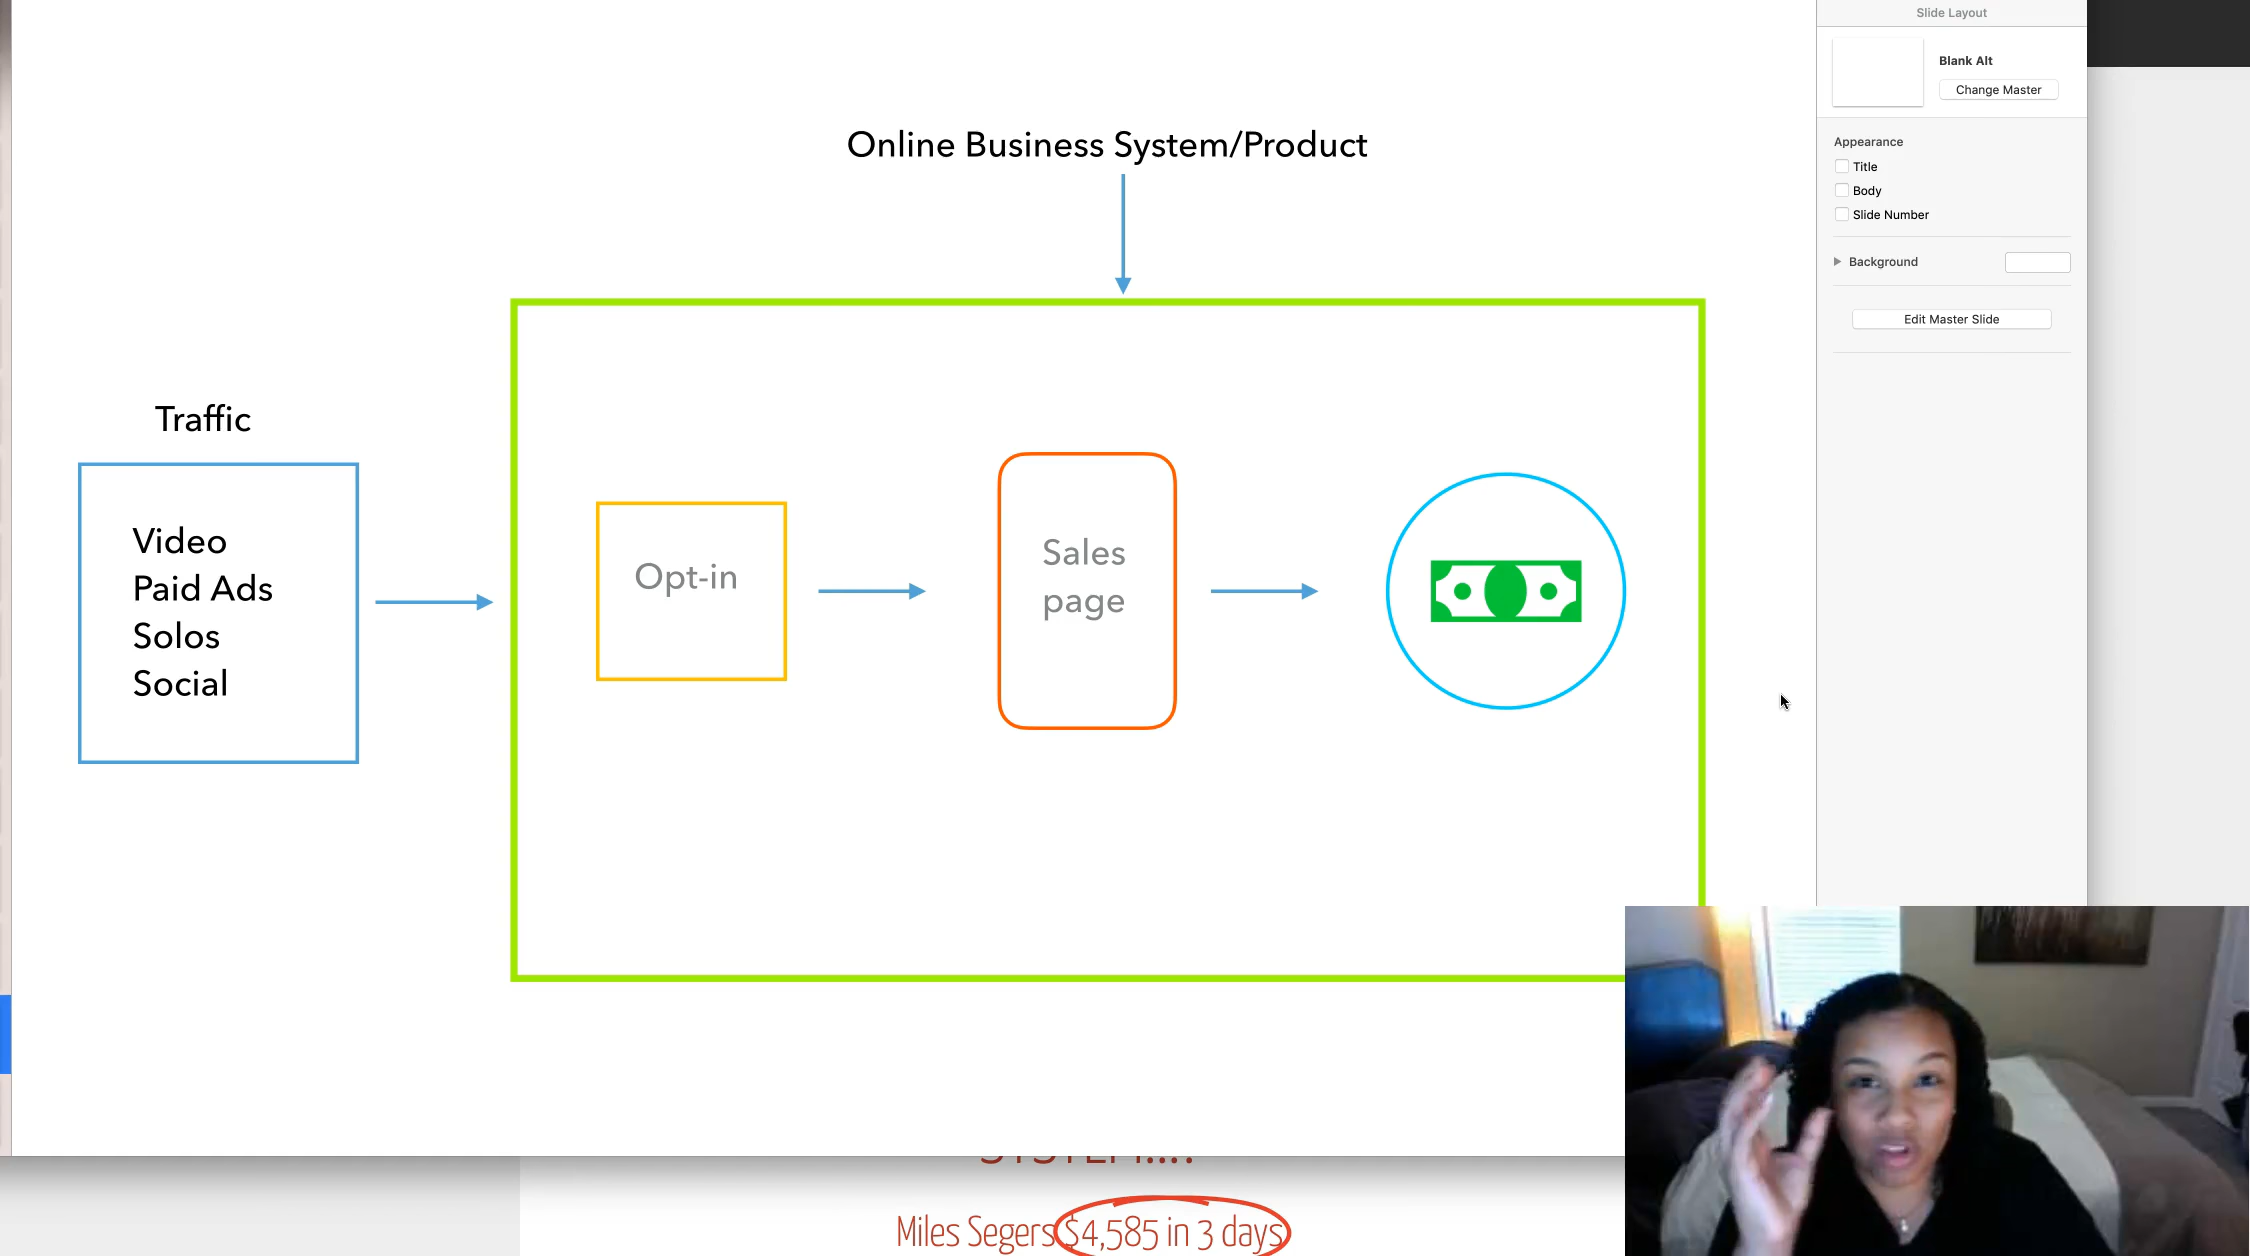 Slide Layout
Blank Alt
Change Master
Appearance
Title
Body
Slide Number
Background
Edit Master Slide
Online Business System/Product
Traffic
Video
Paid Ads
Solos
Social
Opt-in
Sales
page
Miles Segers $4,585 in 3 days